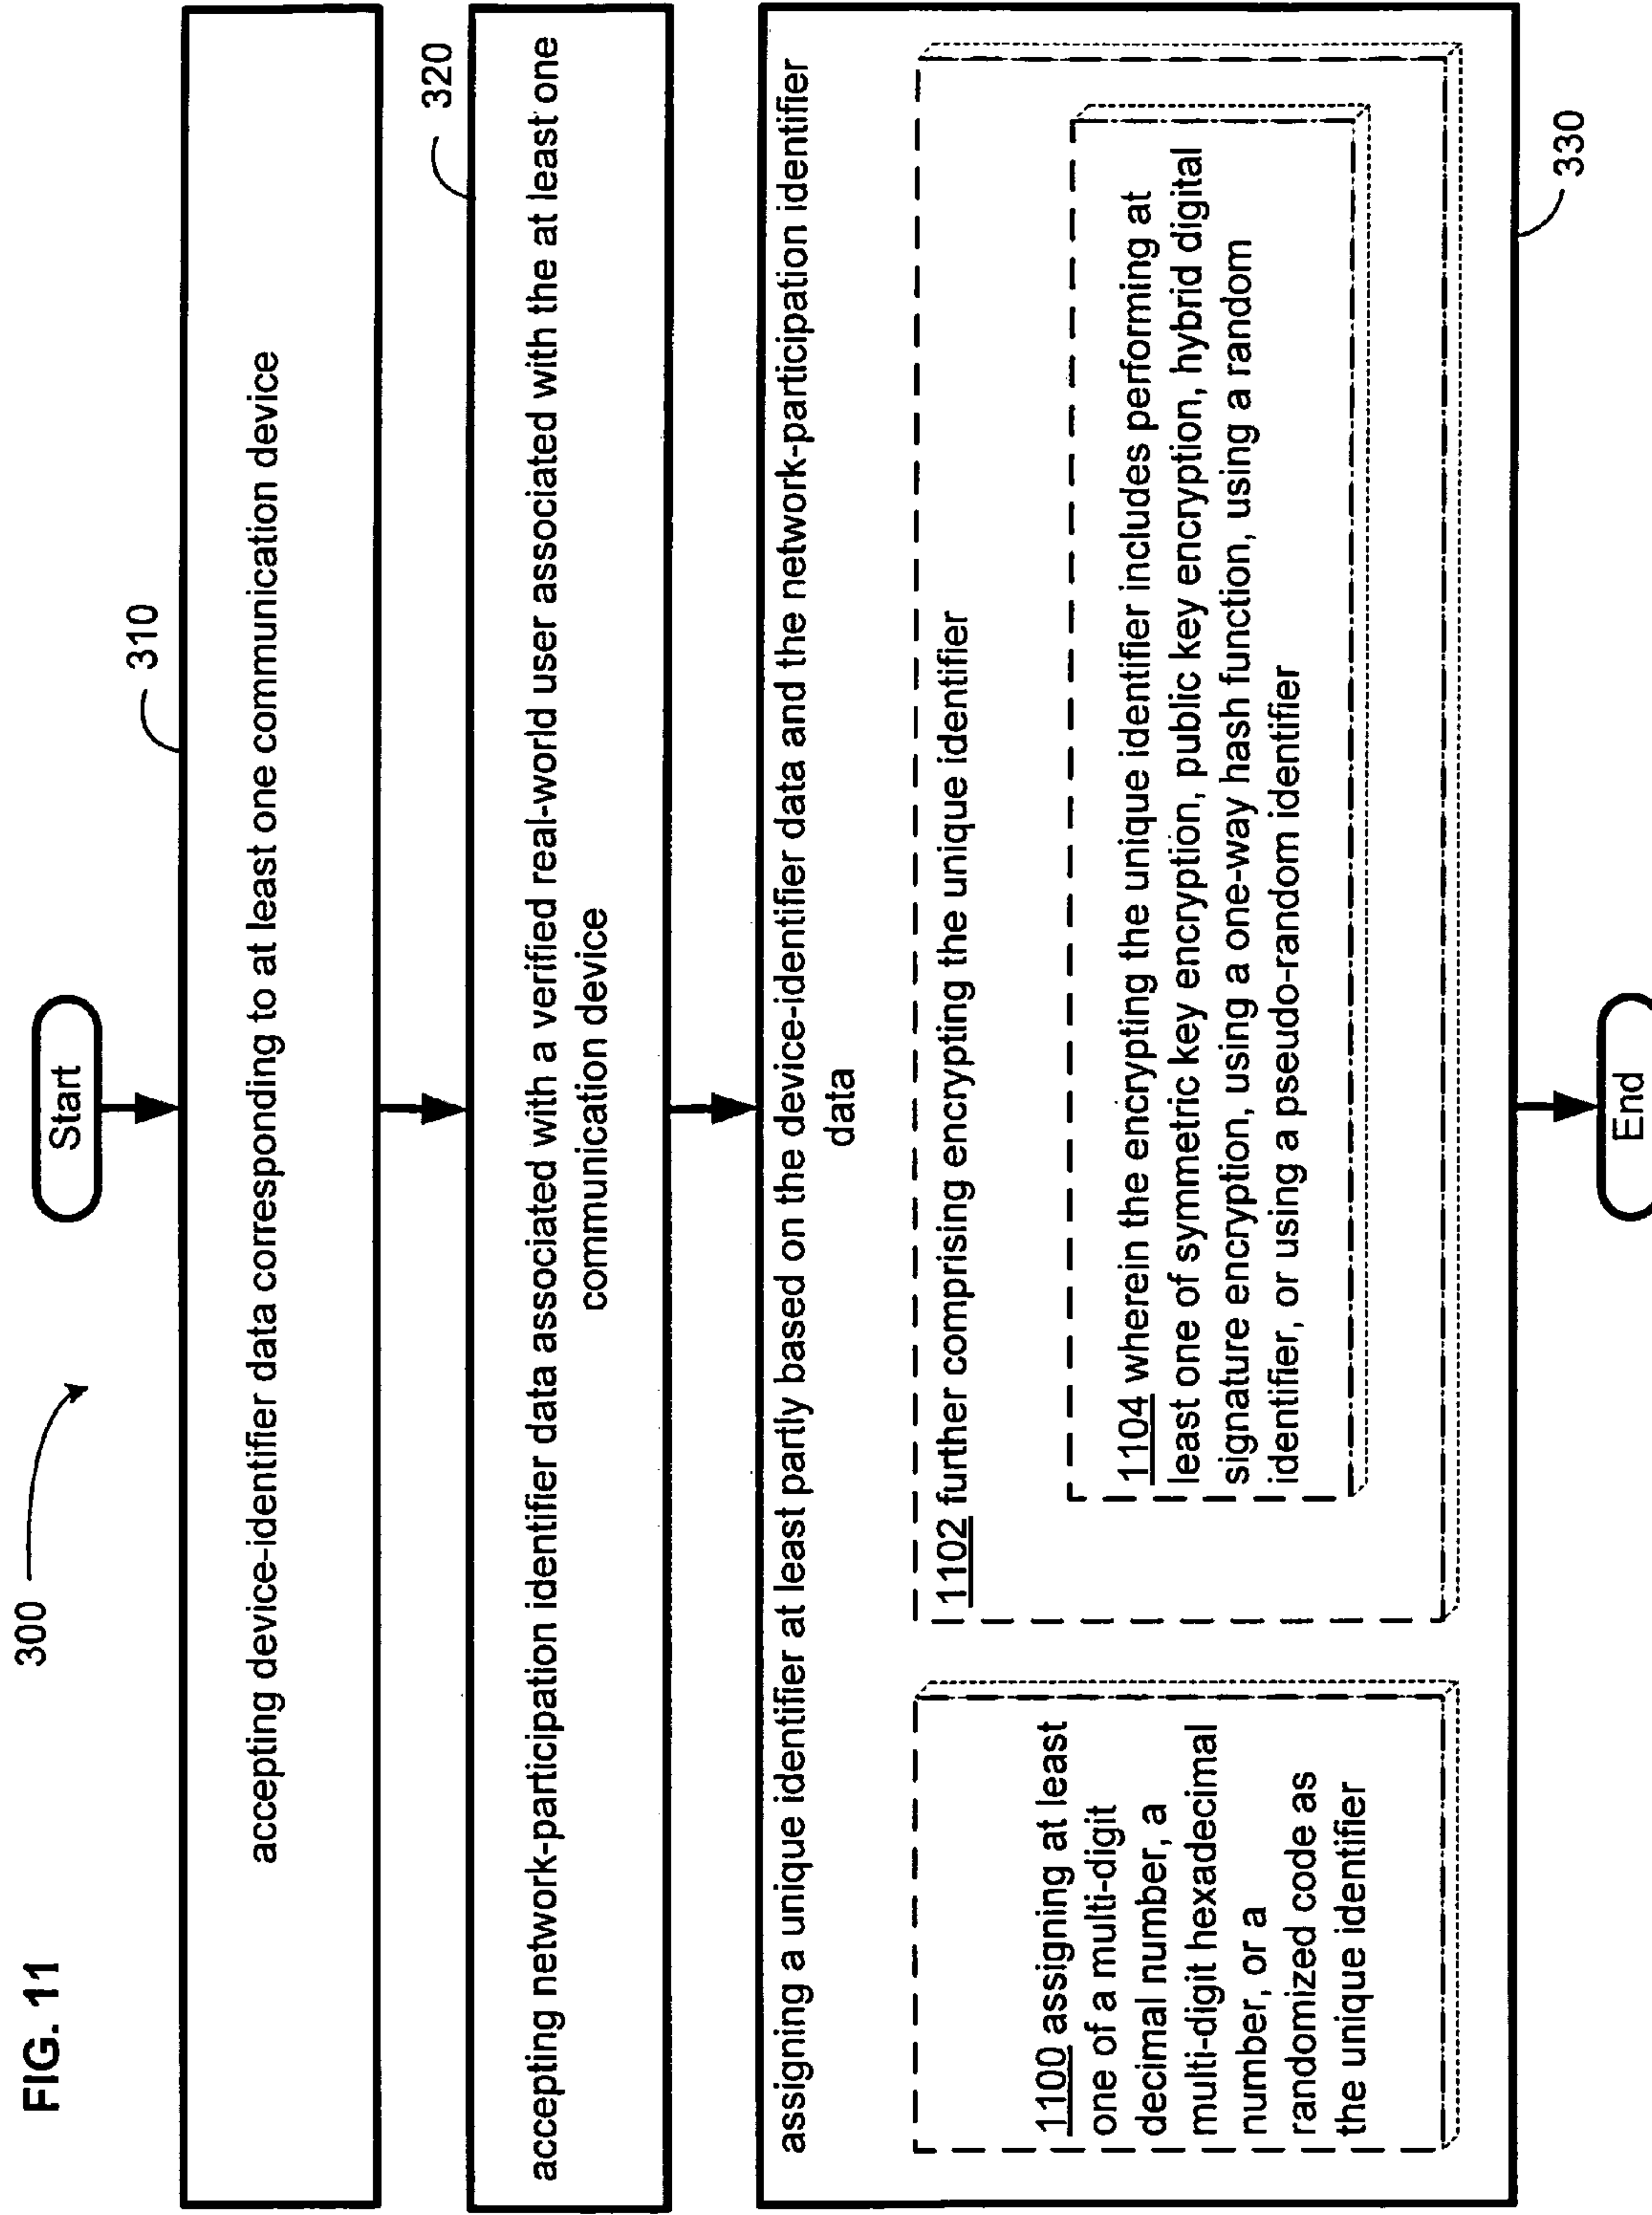 FIG. 11
300
Start
310
accepting device-identifier data corresponding to at least one communication device
320
accepting network-participation identifier data associated with a verified real-world user associated with the at least one
communication device
assigning a unique identifier at least partly based on the device-identifier data and the network-participation identifier
data
1100 assigning at least
one of a multi-digit
decimal number, a
multi-digit hexadecimal
number, or a
randomized code as
the unique identifier
1102 further comprising encrypting the unique identifier
1104 wherein the encrypting the unique identifier includes performing at
least one of symmetric key encryption, public key encryption, hybrid digital
signature encryption, using a one-way hash function, using a random
identifier, or using a pseudo-random identifier
330
End